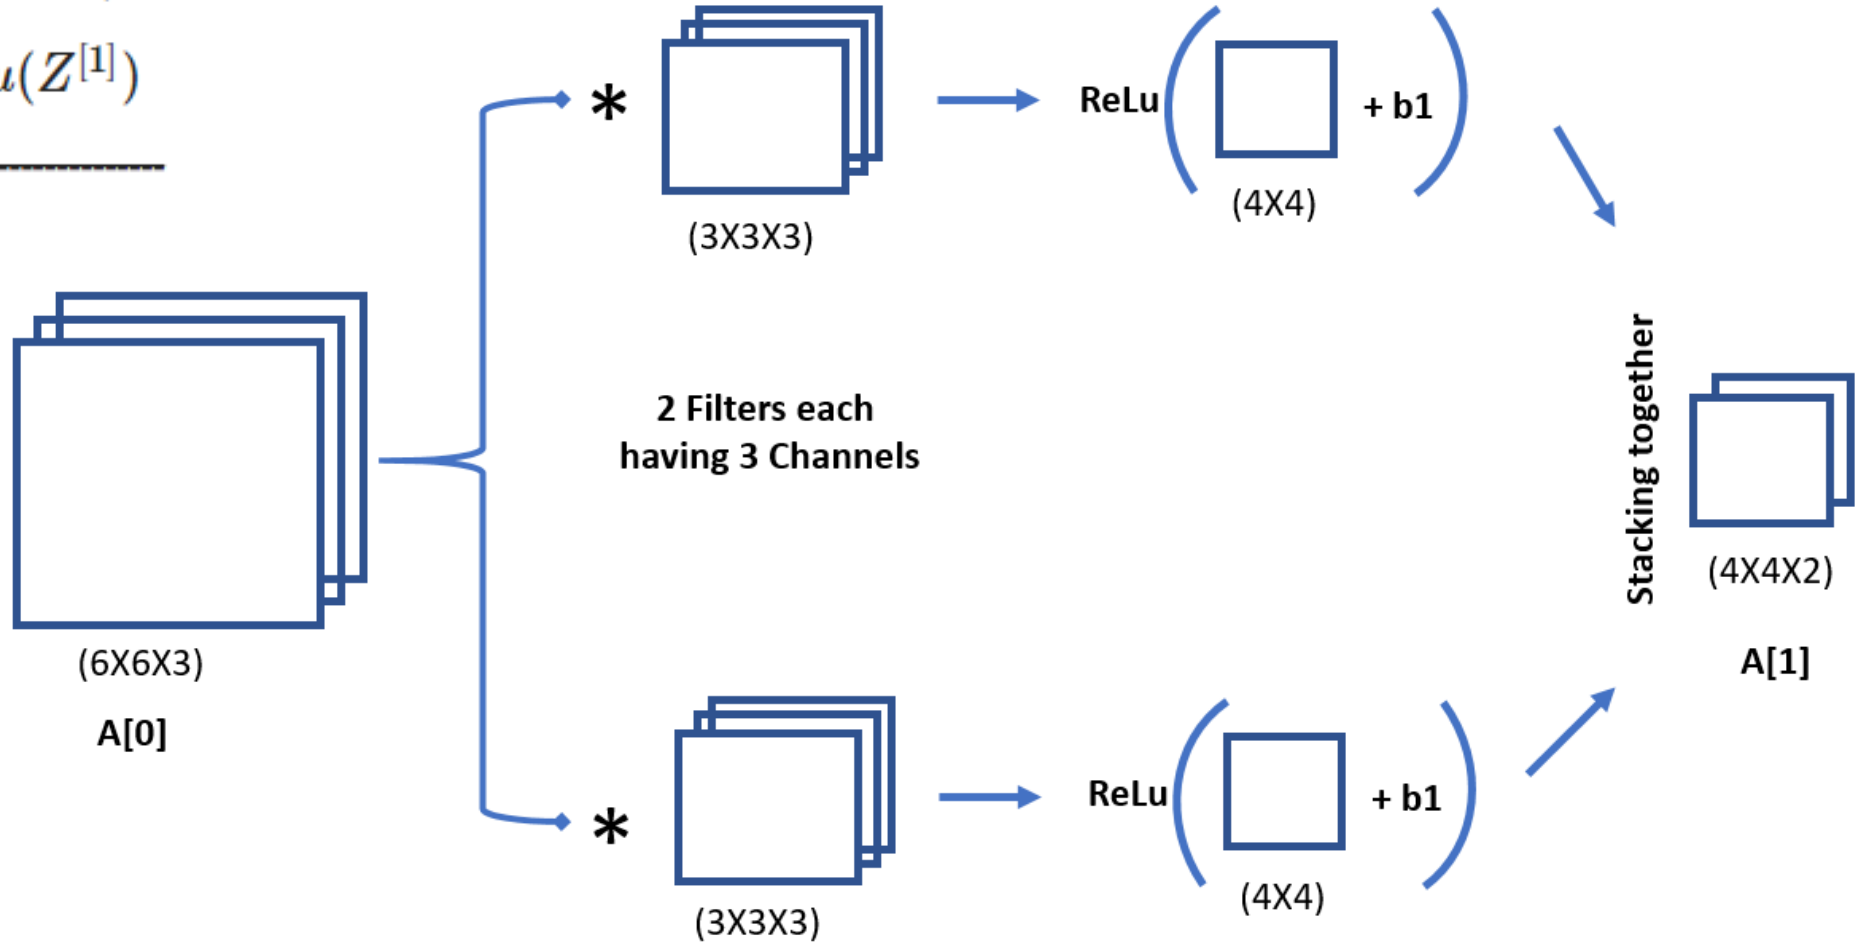 u(Z^{[1]})
*
(3X3X3)
ReLu
+ b1
(4X4)
(6X6X3)
A[0]
2 Filters each
having 3 Channels
Stacking together
(4X4X2)
A[1]
*
(3X3X3)
ReLu
+ b1
(4X4)